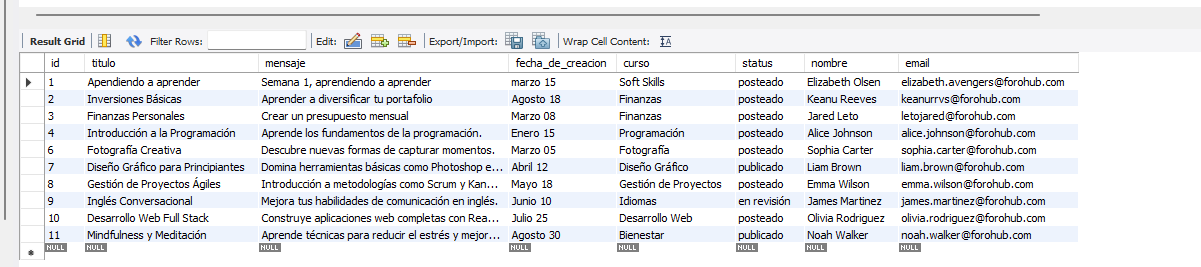 Result Grid Filter Rows: Edit: Export/Import: Wrap Cell Content:
id titulo mensaje fecha_de_creacion curso status nombre email
1 Apendiendo a aprender Semana 1, aprendiendo a aprender marzo 15 Soft Skills posteado Elizabeth Olsen elizabeth.avengers@forohub.com
2 Inversiones Básicas Aprender a diversificar tu portafolio Agosto 18 Finanzas posteado Keanu Reeves keanurrvs@forohub.com
3 Finanzas Personales Crear un presupuesto mensual Marzo 08 Finanzas posteado Jared Leto letojared@forohub.com
4 Introducción a la Programación Aprende los fundamentos de la programación. Enero 15 Programación posteado Alice Johnson alice.johnson@forohub.com
6 Fotografía Creativa Descubre nuevas formas de capturar momentos. Marzo 05 Fotografía posteado Sophia Carter sophia.carter@forohub.com
7 Diseño Gráfico para Principiantes Domina herramientas básicas como Photoshop e... Abril 12 Diseño Gráfico publicado Liam Brown liam.brown@forohub.com
8 Gestión de Proyectos Ágiles Introducción a metodologías como Scrum y Kan... Mayo 18 Gestión de Proyectos posteado Emma Wilson emma.wilson@forohub.com
9 Inglés Conversacional Mejora tus habilidades de comunicación en inglés. Junio 10 Idiomas en revisión James Martinez james.martinez@forohub.com
10 Desarrollo Web Full Stack Construye aplicaciones web completas con Rea... Julio 25 Desarrollo Web posteado Olivia Rodriguez olivia.rodriguez@forohub.com
11 Mindfulness y Meditación Aprende técnicas para reducir el estrés y mejor... Agosto 30 Bienestar publicado Noah Walker noah.walker@forohub.com
NULL NULL NULL NULL NULL NULL NULL NULL